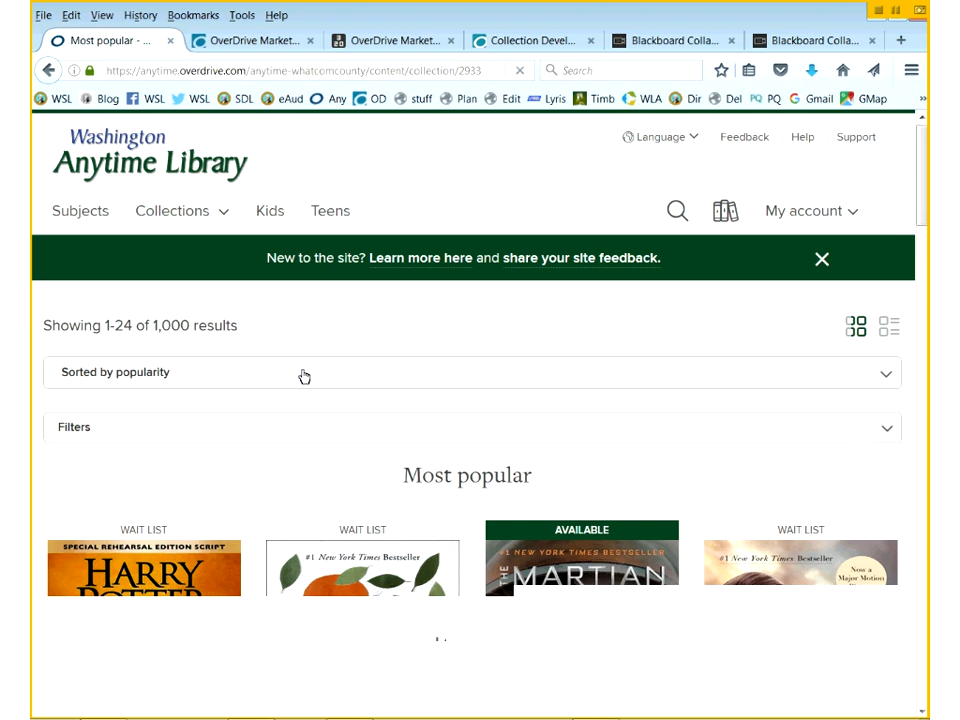 File Edit View History Bookmarks Tools Help
Most popular - ... × OverDrive Market... × OverDrive Market... × Collection Devel... × Blackboard Colla... × Blackboard Colla... × +
https://anytime.overdrive.com/anytime-whatcomcounty/content/collection/2933 Search
WSL Blog WSL WSL SDL eAud Any OD stuff Plan Edit Lyris Timb WLA Dir Del PQ PQ Gmail GMap »
Washington
Anytime Library
Language Feedback Help Support
Subjects Collections Kids Teens My account
New to the site? Learn more here and share your site feedback.
Showing 1-24 of 1,000 results
Sorted by popularity
Filters
Most popular
WAIT LIST WAIT LIST AVAILABLE WAIT LIST
SPECIAL REHEARSAL EDITION SCRIPT
HARRY
POTTER
#1 New York Times Bestseller
#1 NEW YORK TIMES BESTSELLER
THE MARTIAN
#1 New York Times Bestseller
Now a
Major Motion